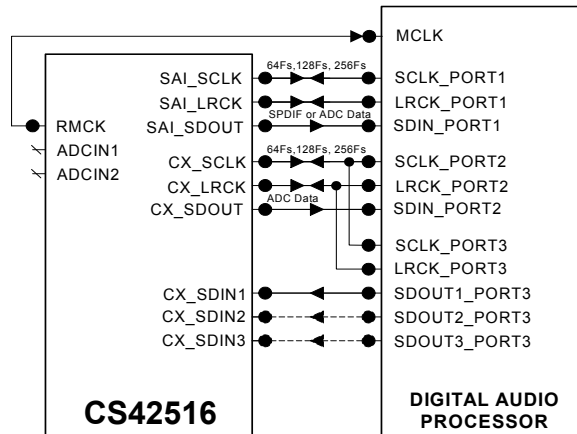 MCLK
64Fs,128Fs, 256Fs
SAI_SCLK
SCLK_PORT1
SAI_LRCK
LRCK_PORT1
SPDIF or ADC Data
RMCK
SAI_SDOUT
SDIN_PORT1
ADCIN1
64Fs,128Fs, 256Fs
CX_SCLK
SCLK_PORT2
ADCIN2
CX_LRCK
LRCK_PORT2
ADC Data
CX_SDOUT
SDIN_PORT2
SCLK_PORT3
LRCK_PORT3
CX_SDIN1
SDOUT1_PORT3
CX_SDIN2
SDOUT2_PORT3
CX_SDIN3
SDOUT3_PORT3
CS42516
DIGITAL AUDIO
PROCESSOR